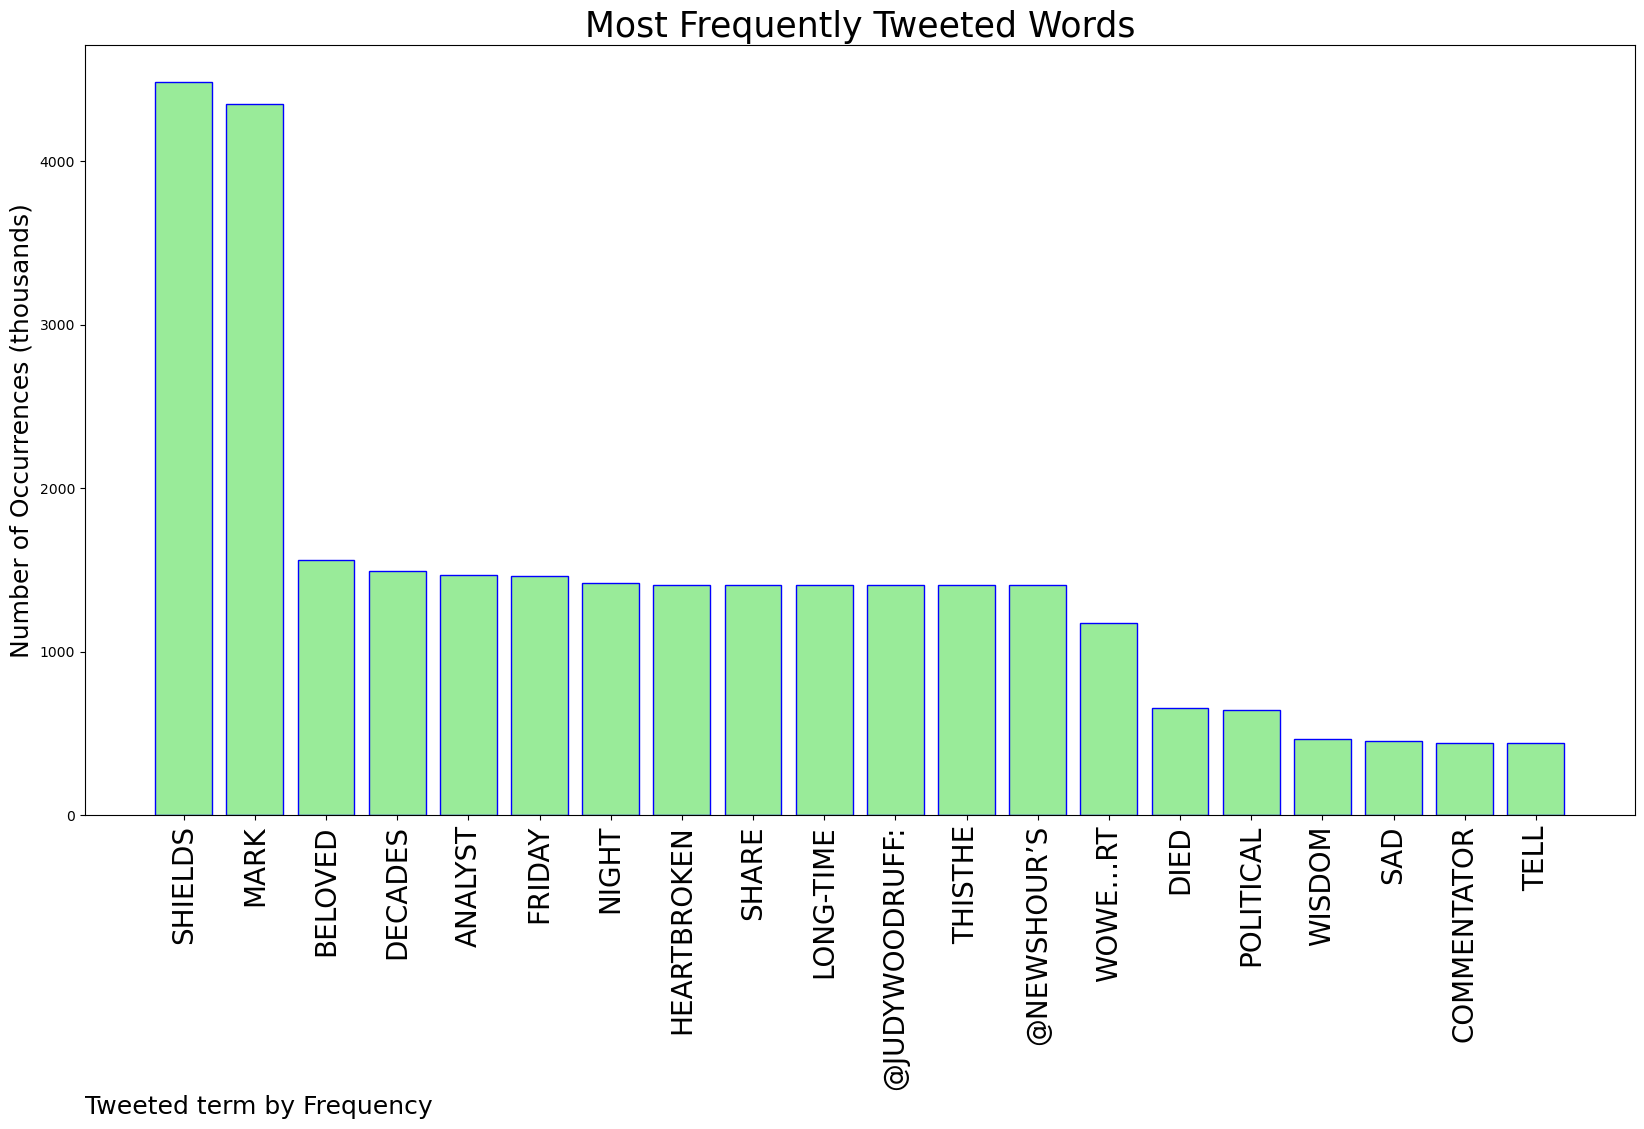 Most Frequently Tweeted Words
Number of Occurrences (thousands)
4000
3000
2000
1000
0
SHIELDS
MARK
BELOVED
DECADES
ANALYST
FRIDAY
NIGHT
HEARTBROKEN
SHARE
LONG-TIME
@JUDYWOODRUFF:
THISTHE
@NEWSHOUR’S
WOWE…RT
DIED
POLITICAL
WISDOM
SAD
COMMENTATOR
TELL
Tweeted term by Frequency